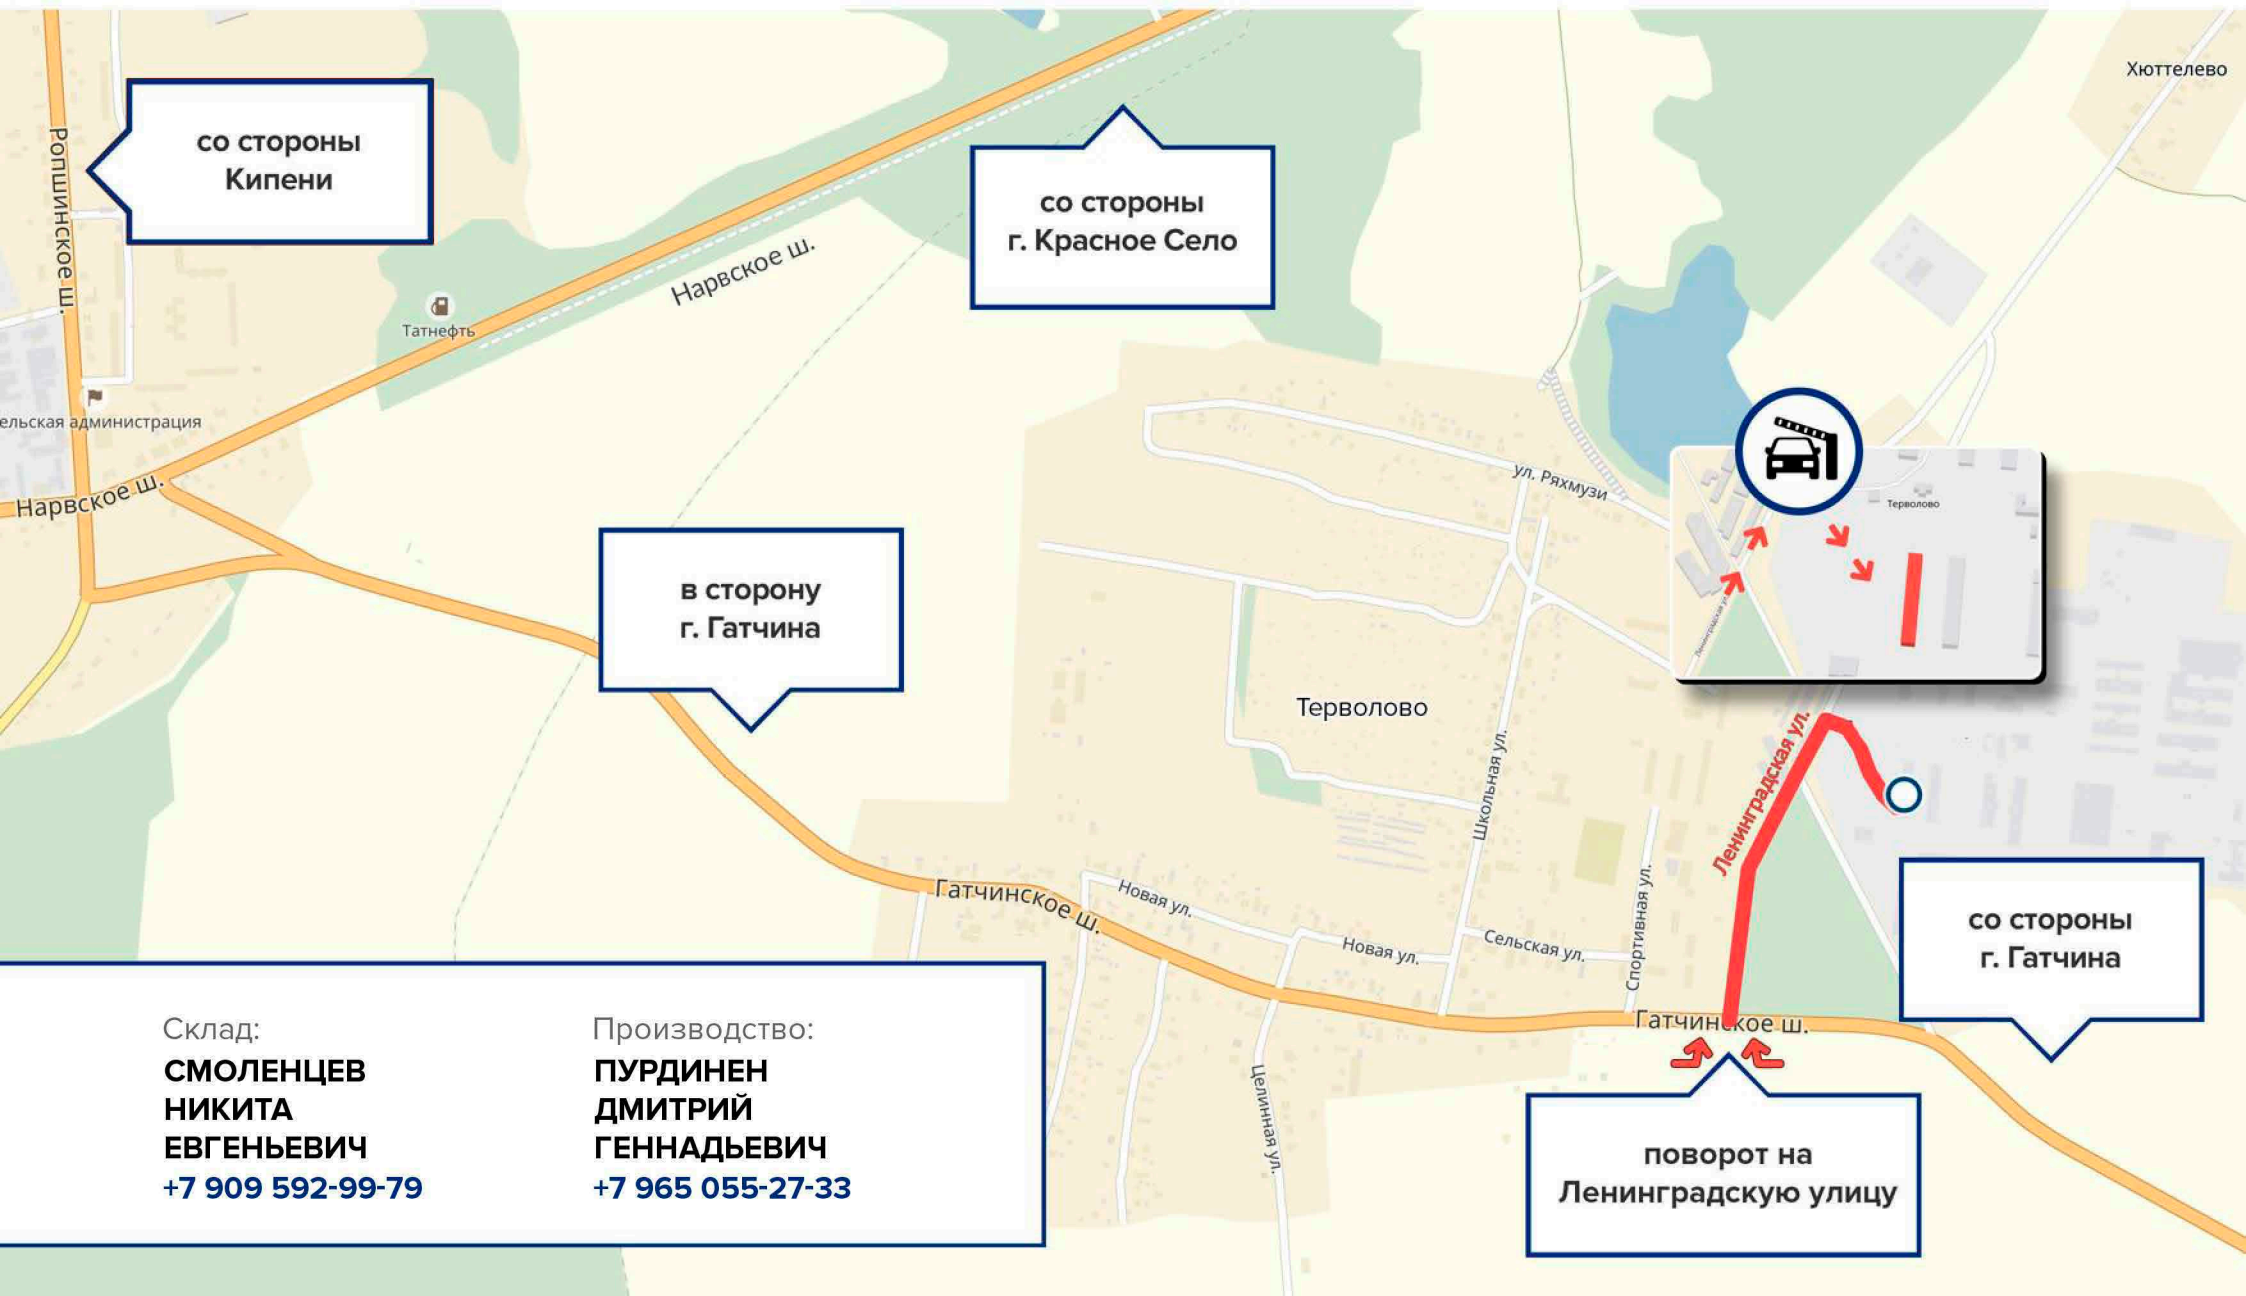 Хюттелево
со стороны
Кипени
Ропшинское ш.
со стороны
г. Красное Село
Нарвское ш.
Татнефть
ельская администрация
Нарвское ш.
ул. Ряхмузи
Терволово
Ленинградская ул.
в сторону
г. Гатчина
Терволово
Школьная ул.
Ленинградская ул.
Гатчинское ш.
Новая ул.
Новая ул.
Сельская ул.
Спортивная ул.
со стороны
г. Гатчина
Гатчинское ш.
Целинная ул.
поворот на
Ленинградскую улицу
Склад:
СМОЛЕНЦЕВ
НИКИТА
ЕВГЕНЬЕВИЧ
+7 909 592-99-79
Производство:
ПУРДИНЕН
ДМИТРИЙ
ГЕННАДЬЕВИЧ
+7 965 055-27-33